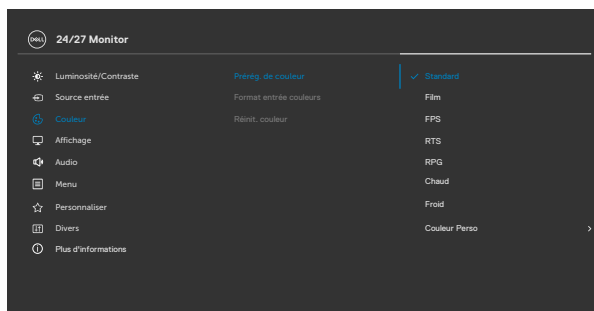 DELL 24/27 Monitor
Luminosité/Contraste
Source entrée
Couleur
Affichage
Audio
Menu
Personnaliser
Divers
Plus d'informations
Prérég. de couleur
Format entrée couleurs
Réinit. couleur
Standard
Film
FPS
RTS
RPG
Chaud
Froid
Couleur Perso